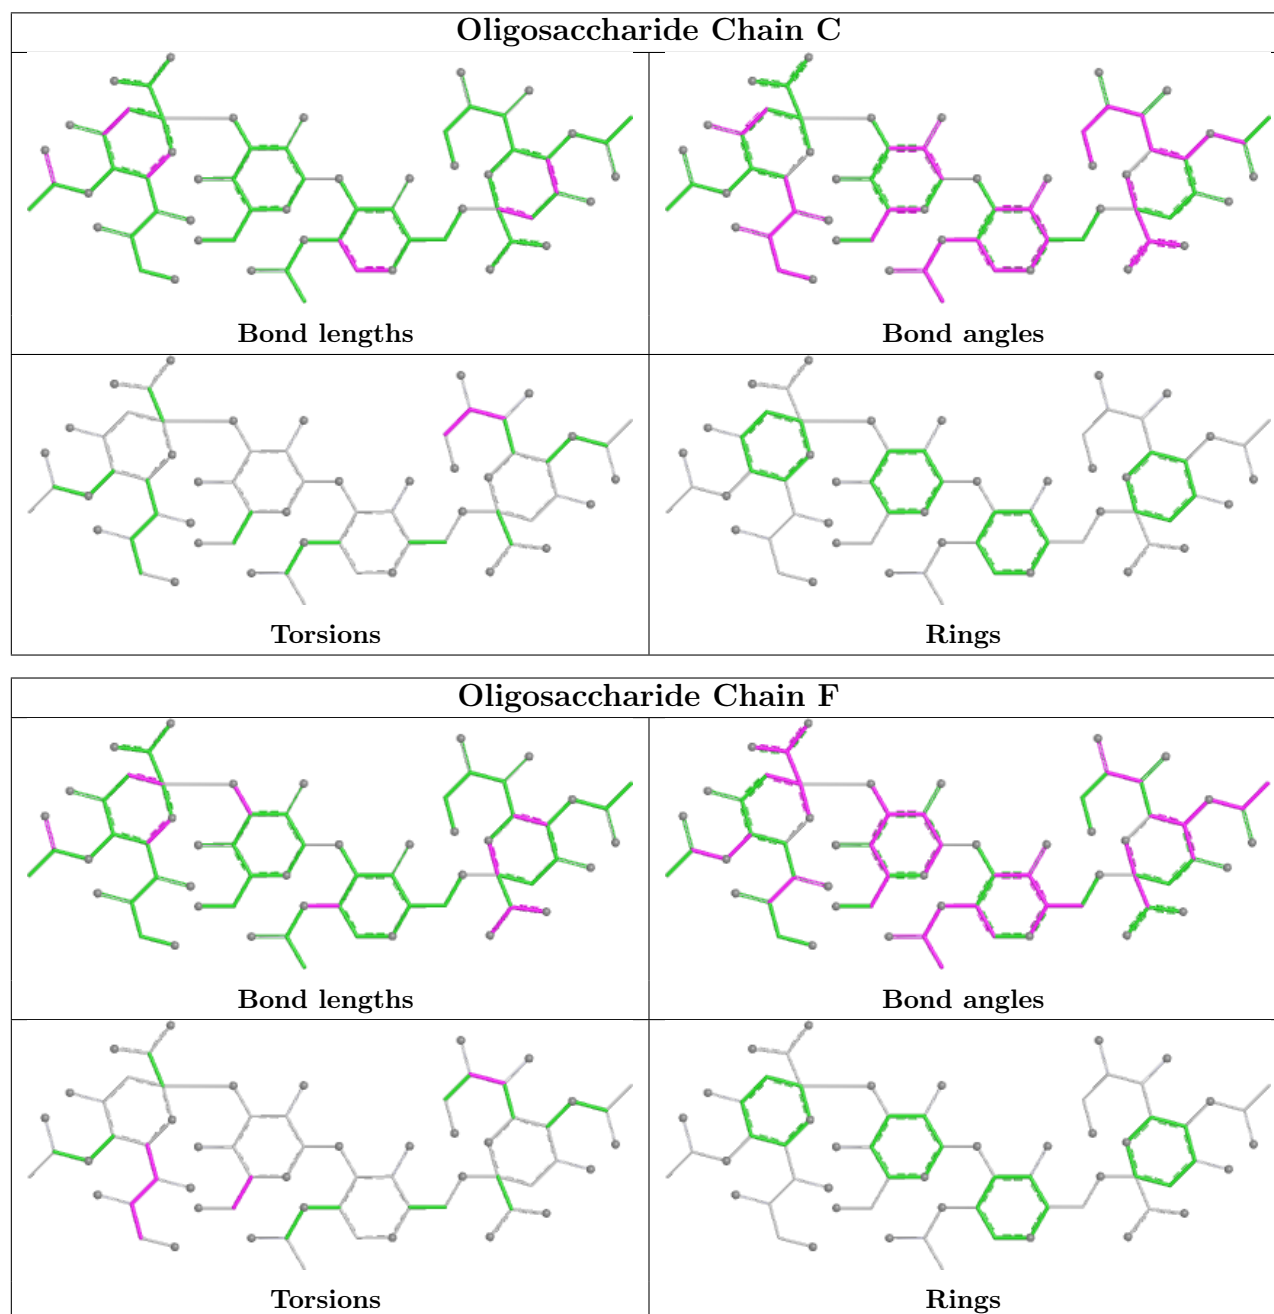 Oligosaccharide Chain C
Bond lengths
Bond angles
Torsions
Rings
Oligosaccharide Chain F
Bond lengths
Bond angles
Torsions
Rings